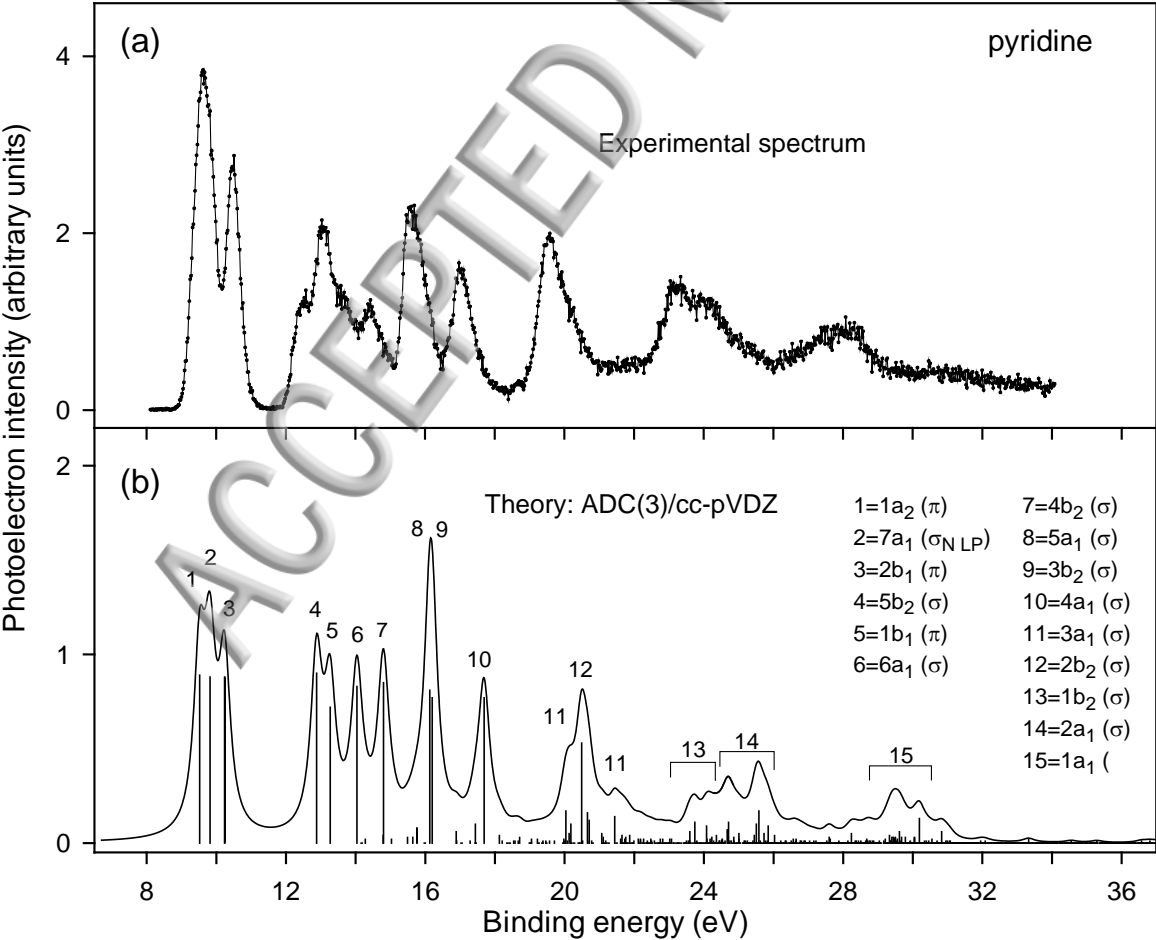 (a)
pyridine
Experimental spectrum
4
2
0
Photoelectron intensity (arbitrary units)
ACCEPTED
(b)
Theory: ADC(3)/cc-pVDZ
1=1a₂ (π)
2=7a₁ (σN LP)
3=2b₁ (π)
4=5b₂ (σ)
5=1b₁ (π)
6=6a₁ (σ)
7=4b₂ (σ)
8=5a₁ (σ)
9=3b₂ (σ)
10=4a₁ (σ)
11=3a₁ (σ)
12=2b₂ (σ)
13=1b₂ (σ)
14=2a₁ (σ)
15=1a₁ (
2
1
0
1
2
3
4
5
6
7
8 9
10
11
12
11
13
14
15
8 12 16 20 24 28 32 36
Binding energy (eV)